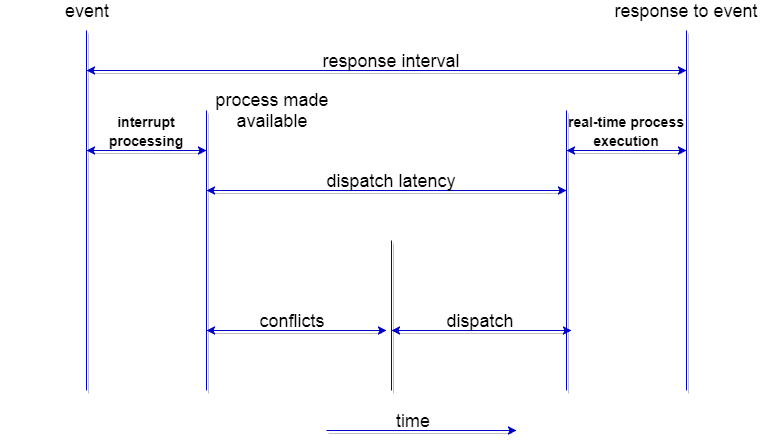 event
response to event
response interval
process made
available
interrupt
processing
real-time process
execution
dispatch latency
conflicts
dispatch
time